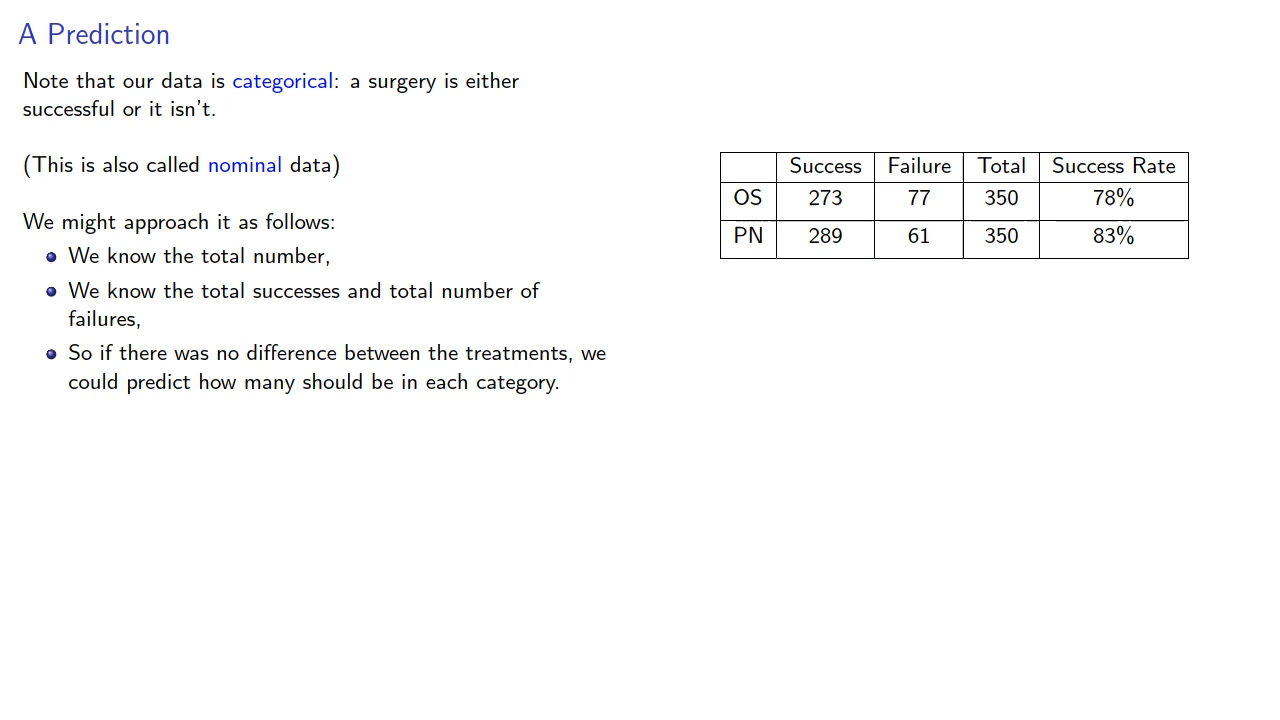 A Prediction
Note that our data is categorical: a surgery is either
successful or it isn't.
(This is also called nominal data)
We might approach it as follows:
We know the total number,
We know the total successes and total number of
failures,
So if there was no difference between the treatments, we
could predict how many should be in each category.
Success Failure Total Success Rate
OS 273 77 350 78%
PN 289 61 350 83%